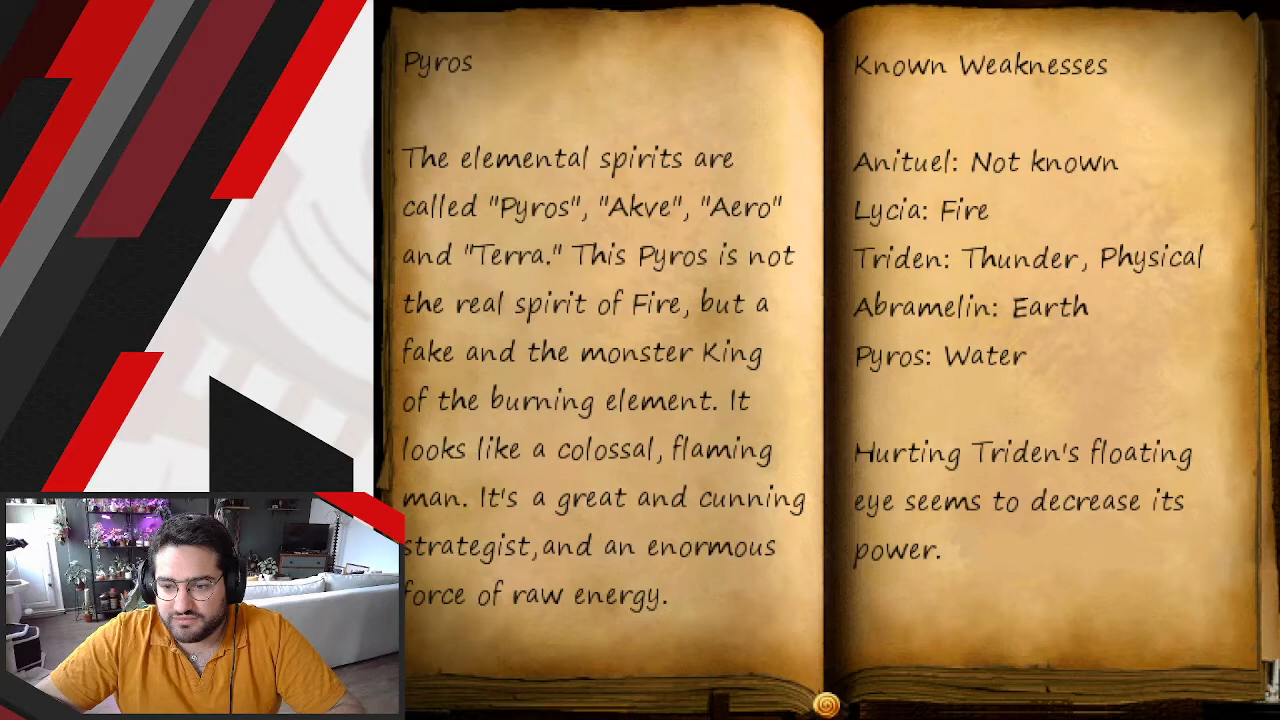 Pyros
The elemental spirits are
called "Pyros", "Akve", "Aero"
and "Terra." This Pyros is not
the real spirit of Fire, but a
fake and the monster King
of the burning element. It
looks like a colossal, flaming
man. It's a great and cunning
strategist,and an enormous
force of raw energy.
Known Weaknesses
Anituel: Not known
Lycia: Fire
Triden: Thunder, Physical
Abramelin: Earth
Pyros: Water
Hurting Triden's floating
eye seems to decrease its
power.